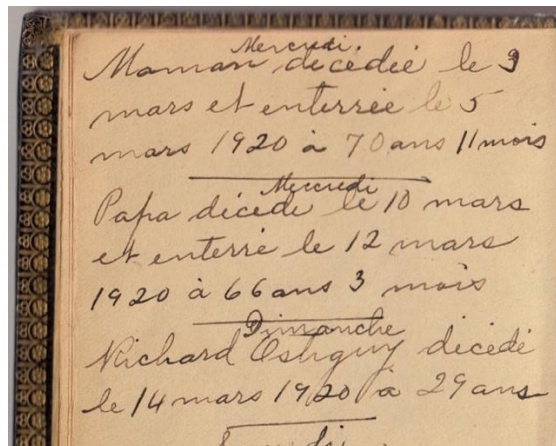 Mercredi
Maman décédée le 3
mars et enterrée le 5
mars 1920 à 70 ans 11 mois
Mercredi
Papa décédé le 10 mars
et enterré le 12 mars
1920 à 66 ans 3 mois
Dimanche
Richard Ostiguy décédé
le 14 mars 1920 à 29 ans